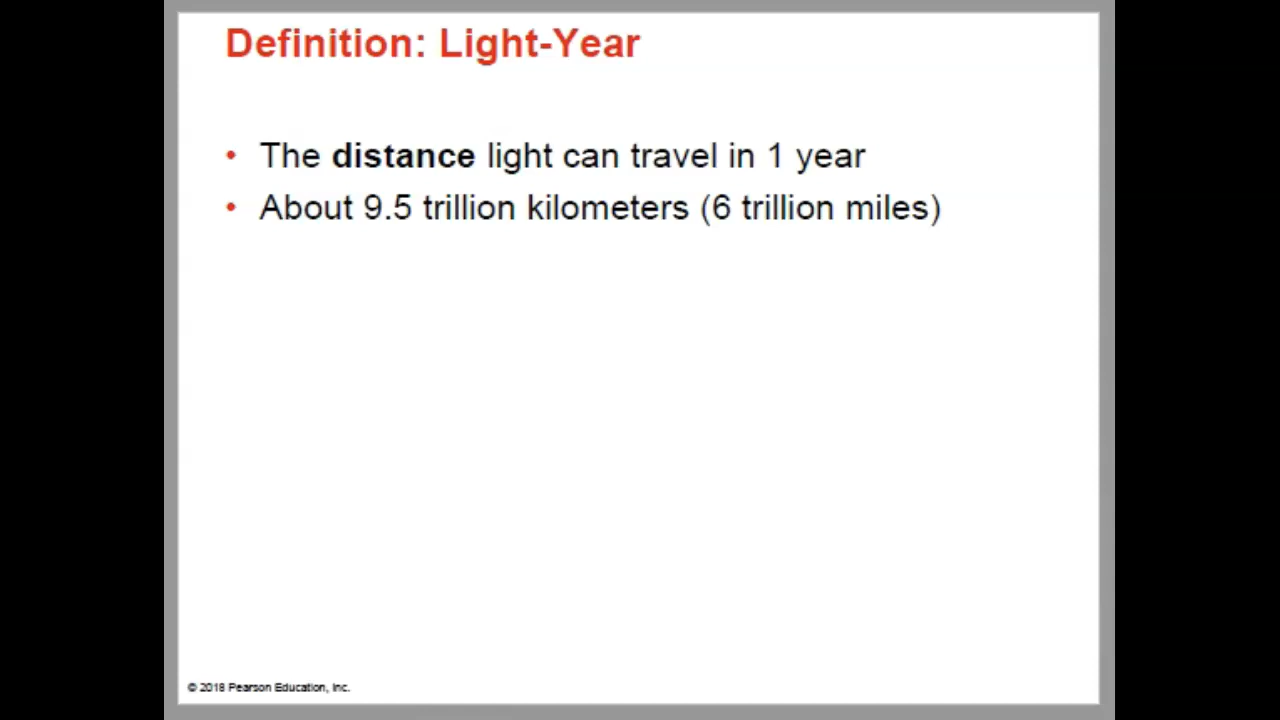 Definition: Light-Year
• The distance light can travel in 1 year
• About 9.5 trillion kilometers (6 trillion miles)
© 2018 Pearson Education, Inc.